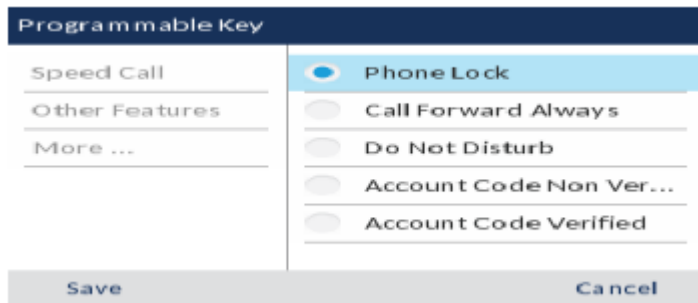 Programmable Key
Speed Call
Other Features
More ...
Phone Lock
Call Forward Always
Do Not Disturb
Account Code Non Ver...
Account Code Verified
Save
Cancel